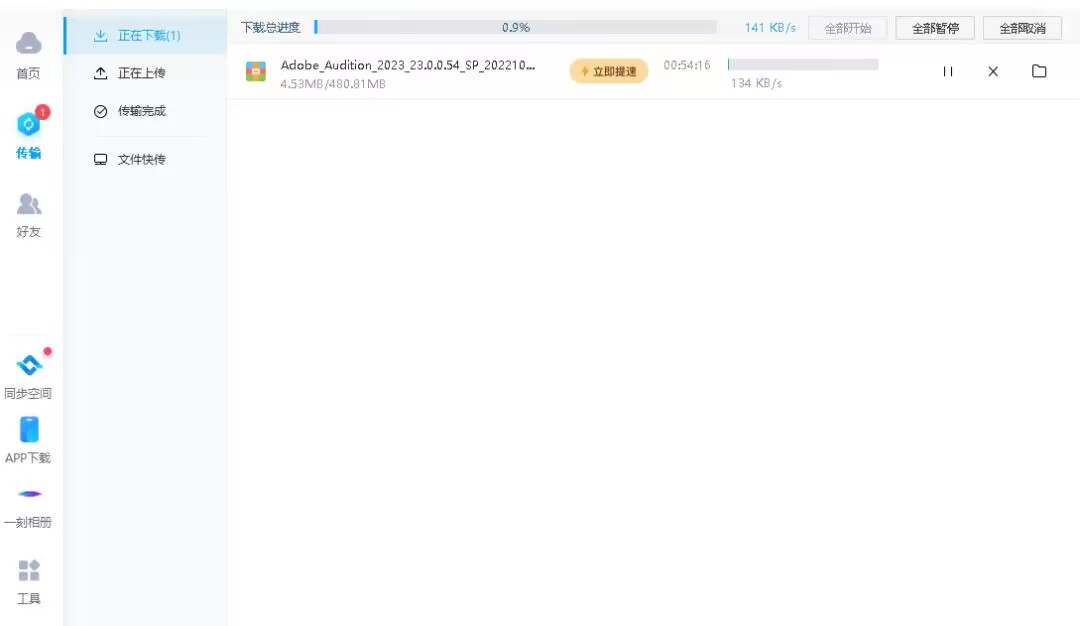 首页
1
传输
好友
同步空间
APP下载
一刻相册
工具
正在下载(1)
正在上传
传输完成
文件快传
下载总进度 0.9% 141 KB/s 全部开始 全部暂停 全部取消
Adobe_Audition_2023_23.0.0.54_SP_202210... 立即提速 00:54:16
4.53MB/480.81MB 134 KB/s